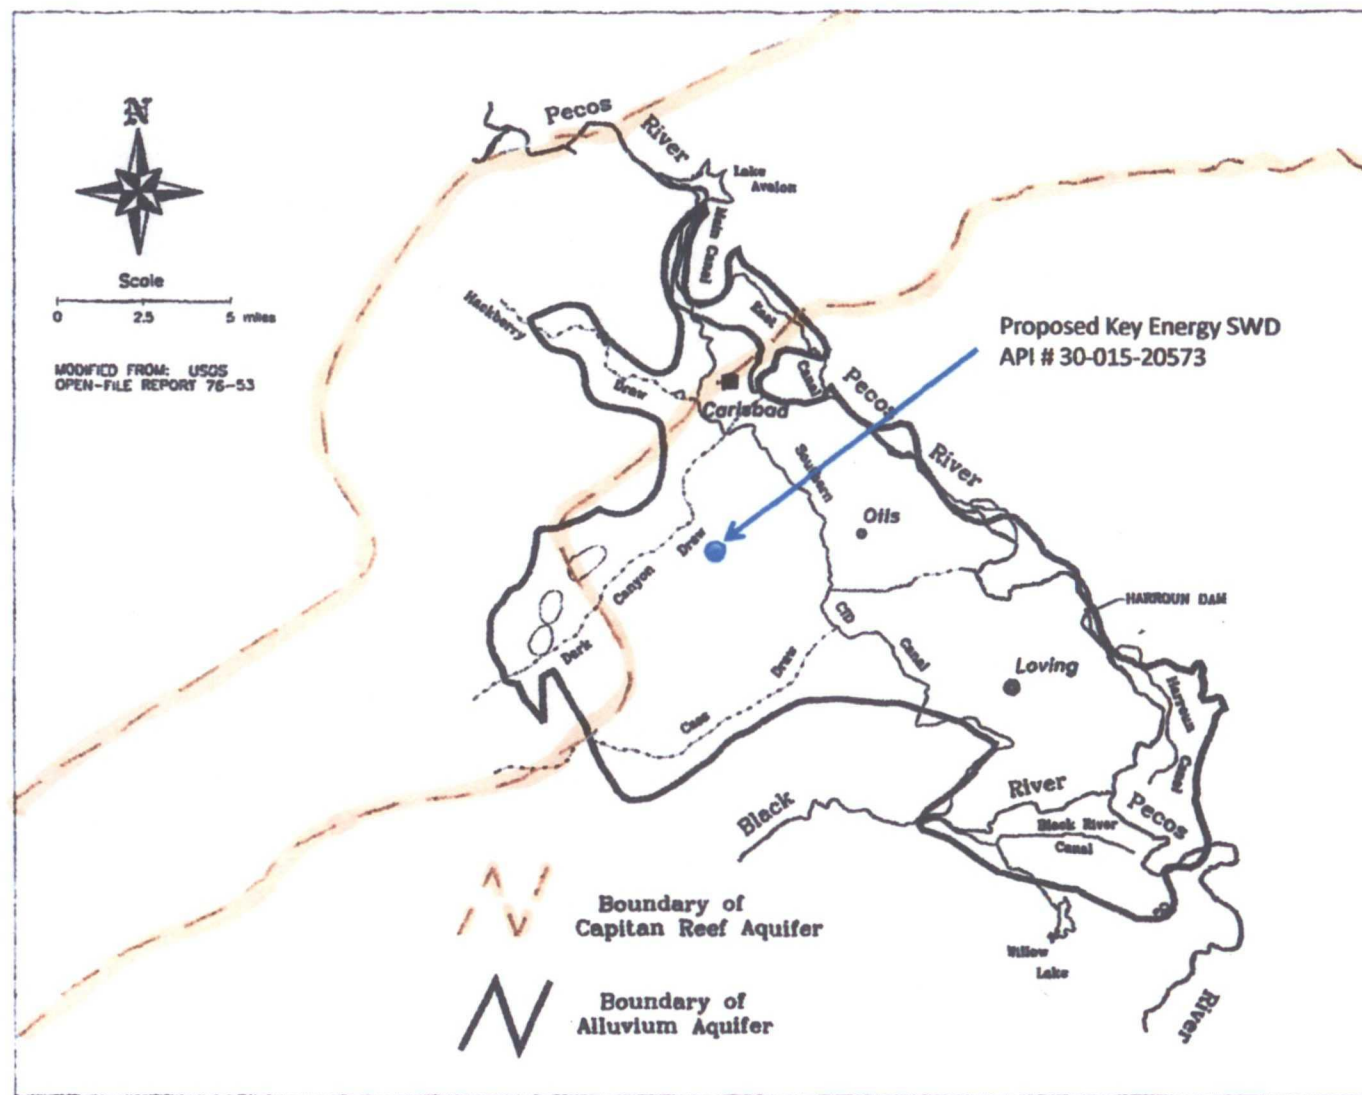 N
Scale
0 2.5 5 miles
MODIFIED FROM: USGS
OPEN-FILE REPORT 76-53
Pecos
River
Lake
Avalon
Main Canal
Hackberry
Draw
East
Canal
Carlsbad
Proposed Key Energy SWD
API # 30-015-20573
Pecos
River
Southern
Otis
Dark Canyon Draw
CID
Canal
HARROUN DAM
Loving
Harroun
Canal
Cass Draw
Black
River
Pecos
Black River
Canal
Willow
Lake
River
Boundary of
Capitan Reef Aquifer
Boundary of
Alluvium Aquifer